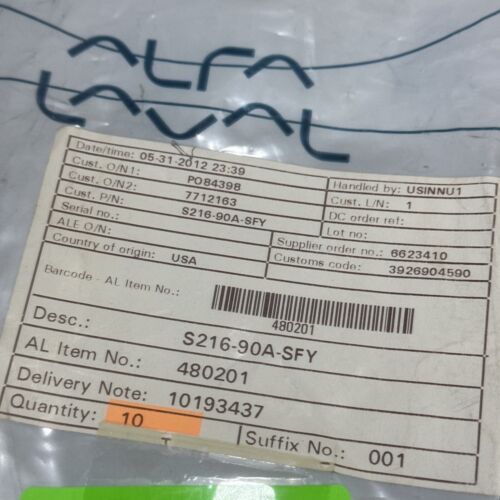 ALFA
LAVAL
Date/time: 05-31-2012 23:39
Handled by: USINNU1
Cust. O/N1: PO84398
Cust. L/N: 1
Cust. O/N2: 7712163
DC order ref:
Cust. P/N: S216-90A-SFY
Lot no:
Serial no.:
Supplier order no.: 6623410
ALE O/N:
Customs code: 3926904590
Country of origin: USA
Barcode - AL Item No.:
480201
Desc.: S216-90A-SFY
AL Item No.: 480201
Delivery Note: 10193437
Quantity: 10
Suffix No.: 001